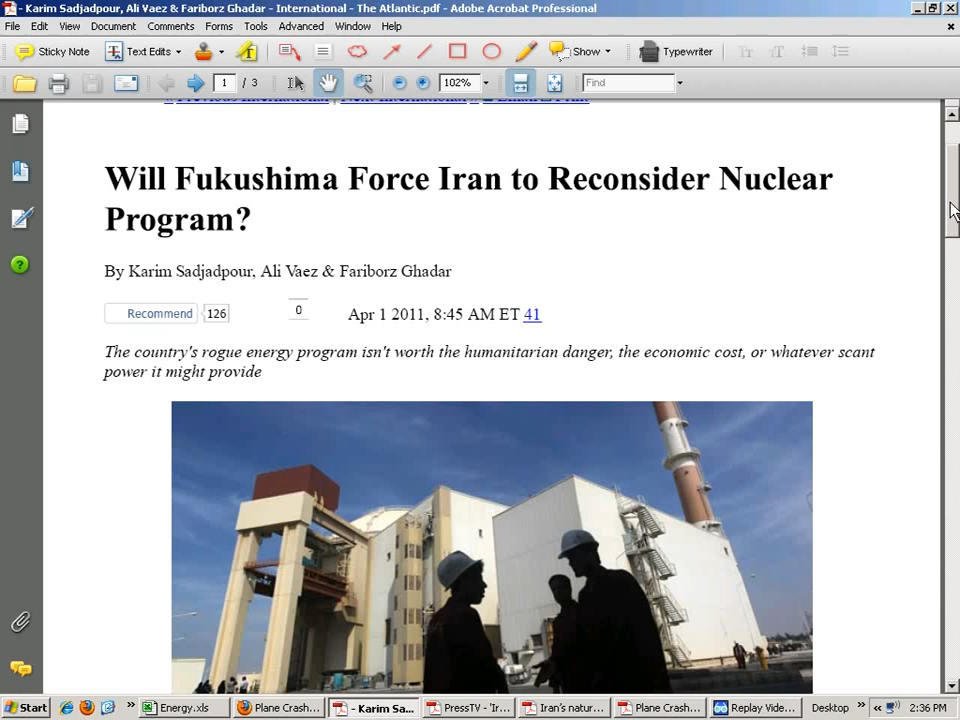 - Karim Sadjadpour, Ali Vaez & Fariborz Ghadar - International - The Atlantic.pdf - Adobe Acrobat Professional
File Edit View Document Comments Forms Tools Advanced Window Help
Sticky Note Text Edits Show Typewriter
1 / 3 102% Find
Will Fukushima Force Iran to Reconsider Nuclear
Program?
By Karim Sadjadpour, Ali Vaez & Fariborz Ghadar
Recommend 126 0 Apr 1 2011, 8:45 AM ET 41
The country's rogue energy program isn't worth the humanitarian danger, the economic cost, or whatever scant
power it might provide
Start Energy.xls Plane Crash... - Karim Sa... PressTV - 'Ir... Iran's natur... Plane Crash... Replay Vide... Desktop 2:36 PM